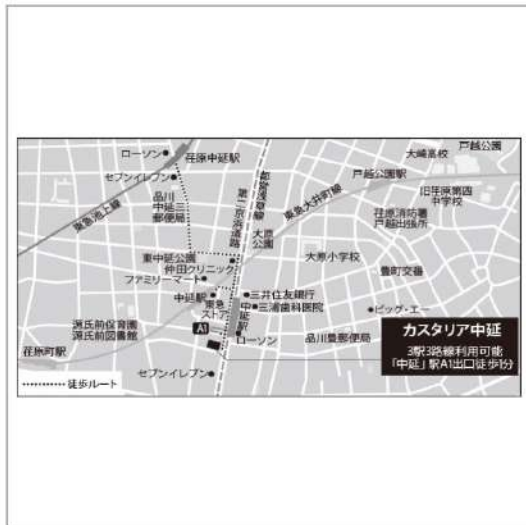 ローソン
荏原中延駅
セブンイレブン
品川
中延三
郵便局
東急池上線
第二京浜道路
都営浅草線
東急大井町線
大原
公園
戸越公園駅
大崎高校
戸越公園
旧荏原第四
中学校
荏原消防署
戸越出張所
大原小学校
豊町交番
東中延公園
仲田クリニック
ファミリーマート
中延駅
東急
ストア
三井住友銀行
三浦歯科医院
中延駅
A1
ローソン
品川豊郵便局
ビッグ・エー
源氏前保育園
源氏前図書館
荏原町駅
セブンイレブン
徒歩ルート
カスタリア中延
3駅3路線利用可能
「中延」駅A1出口徒歩1分